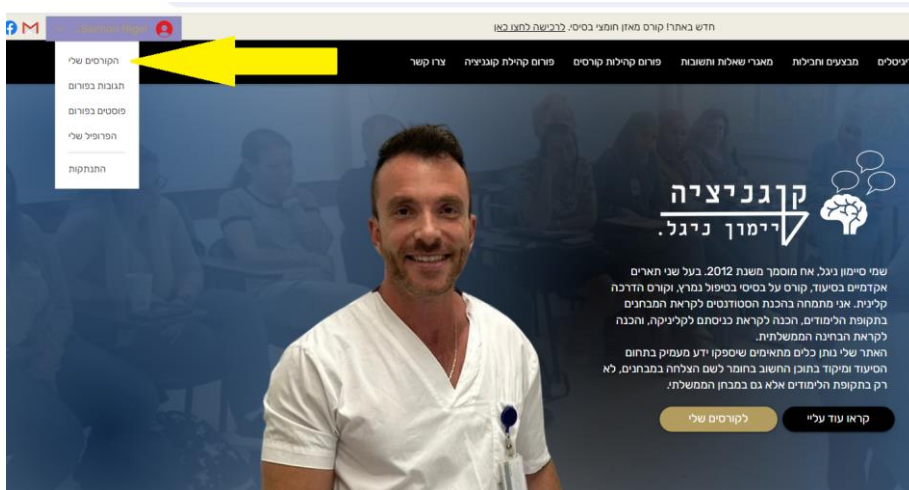 חדש באתר! קורס מאזן חומצי בסיסי. לרכישה לחצו כאן
מבצעים וחבילות
מאגרי שאלות ותשובות
פורום קהילות קורסים
פורום קהילת קוגניציה
צרו קשר
הקורסים שלי
תגובות בפורום
פוסטים בפורום
הפרופיל שלי
התנתקות
קוגניציה
סיימון ניגל.
שמי סיימון ניגל, אח מוסמך משנת 2012. בעל שני תארים
אקדמיים בסיעוד, קורס על בסיסי בטיפול נמרץ, וקורס הדרכה
קלינית. אני מתמחה בהכנת הסטודנטים לקראת המבחנים
בתקופת הלימודים, הכנה לקראת כניסתם לקליניקה, והכנה
לקראת הבחינה הממשלתית.
האתר שלי נותן כלים מתאימים שיספקו ידע מעמיק בתחום
הסיעוד ומיקוד בתוכן החשוב בחומר לשם הצלחה במבחנים, לא
רק בתקופת הלימודים אלא גם במבחן הממשלתי.
קראו עוד עליי
לקורסים שלי